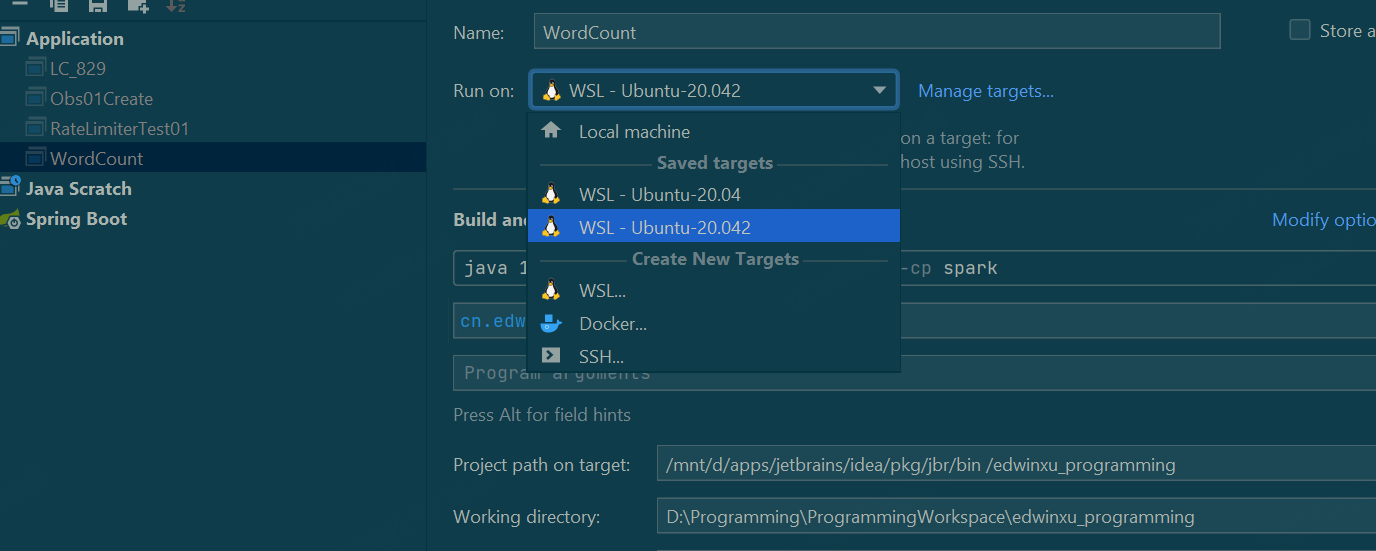 Application
LC_829
Obs01Create
RateLimiterTest01
WordCount
Java Scratch
Spring Boot
Name: WordCount Store a
Run on: WSL - Ubuntu-20.042 Manage targets...
Local machine
on a target: for
Saved targets
host using SSH.
WSL - Ubuntu-20.04
WSL - Ubuntu-20.042
Build and Modify optio
Create New Targets
java 1 -cp spark
WSL...
cn.edw Docker...
SSH...
Program arguments
Press Alt for field hints
Project path on target: /mnt/d/apps/jetbrains/idea/pkg/jbr/bin /edwinxu_programming
Working directory: D:\Programming\ProgrammingWorkspace\edwinxu_programming